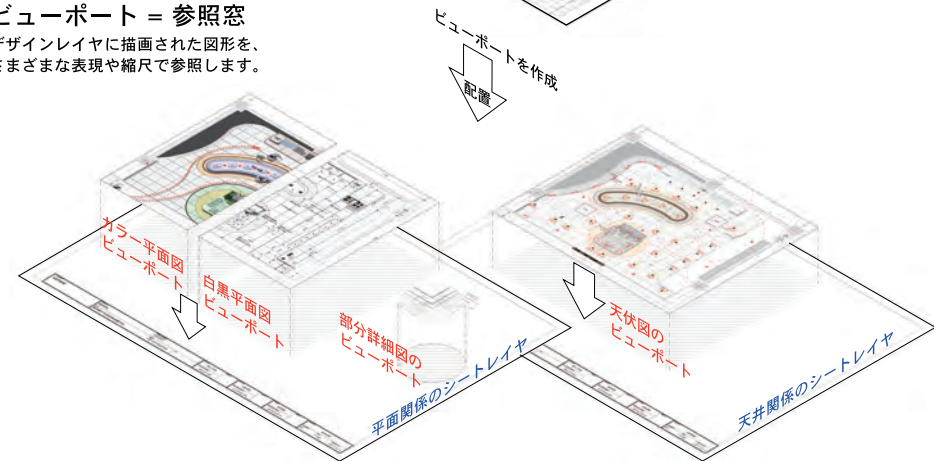 ビューポート = 参照窓
デザインレイヤに描画された図形を、
さまざまな表現や縮尺で参照します。
ビューポートを作成
配置
カラー平面図
ビューポート
白黒平面図
ビューポート
部分詳細図の
ビューポート
平面関係のシートレイヤ
天伏図の
ビューポート
天井関係のシートレイヤ